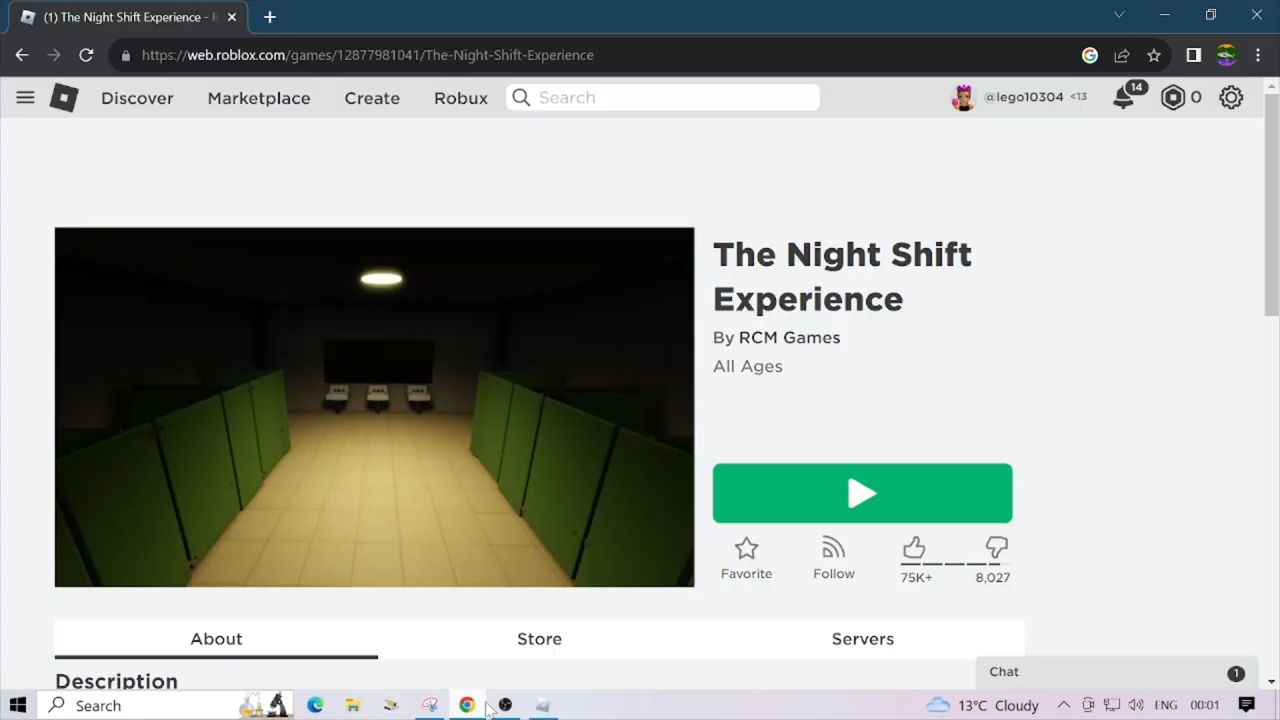 (1) The Night Shift Experience - R
https://web.roblox.com/games/12877981041/The-Night-Shift-Experience
Discover Marketplace Create Robux Search @lego10304 <13 14 0
The Night Shift
Experience
By RCM Games
All Ages
Favorite Follow 75K+ 8,027
About Store Servers
Description
Chat 1
Search 13°C Cloudy ENG 00:01